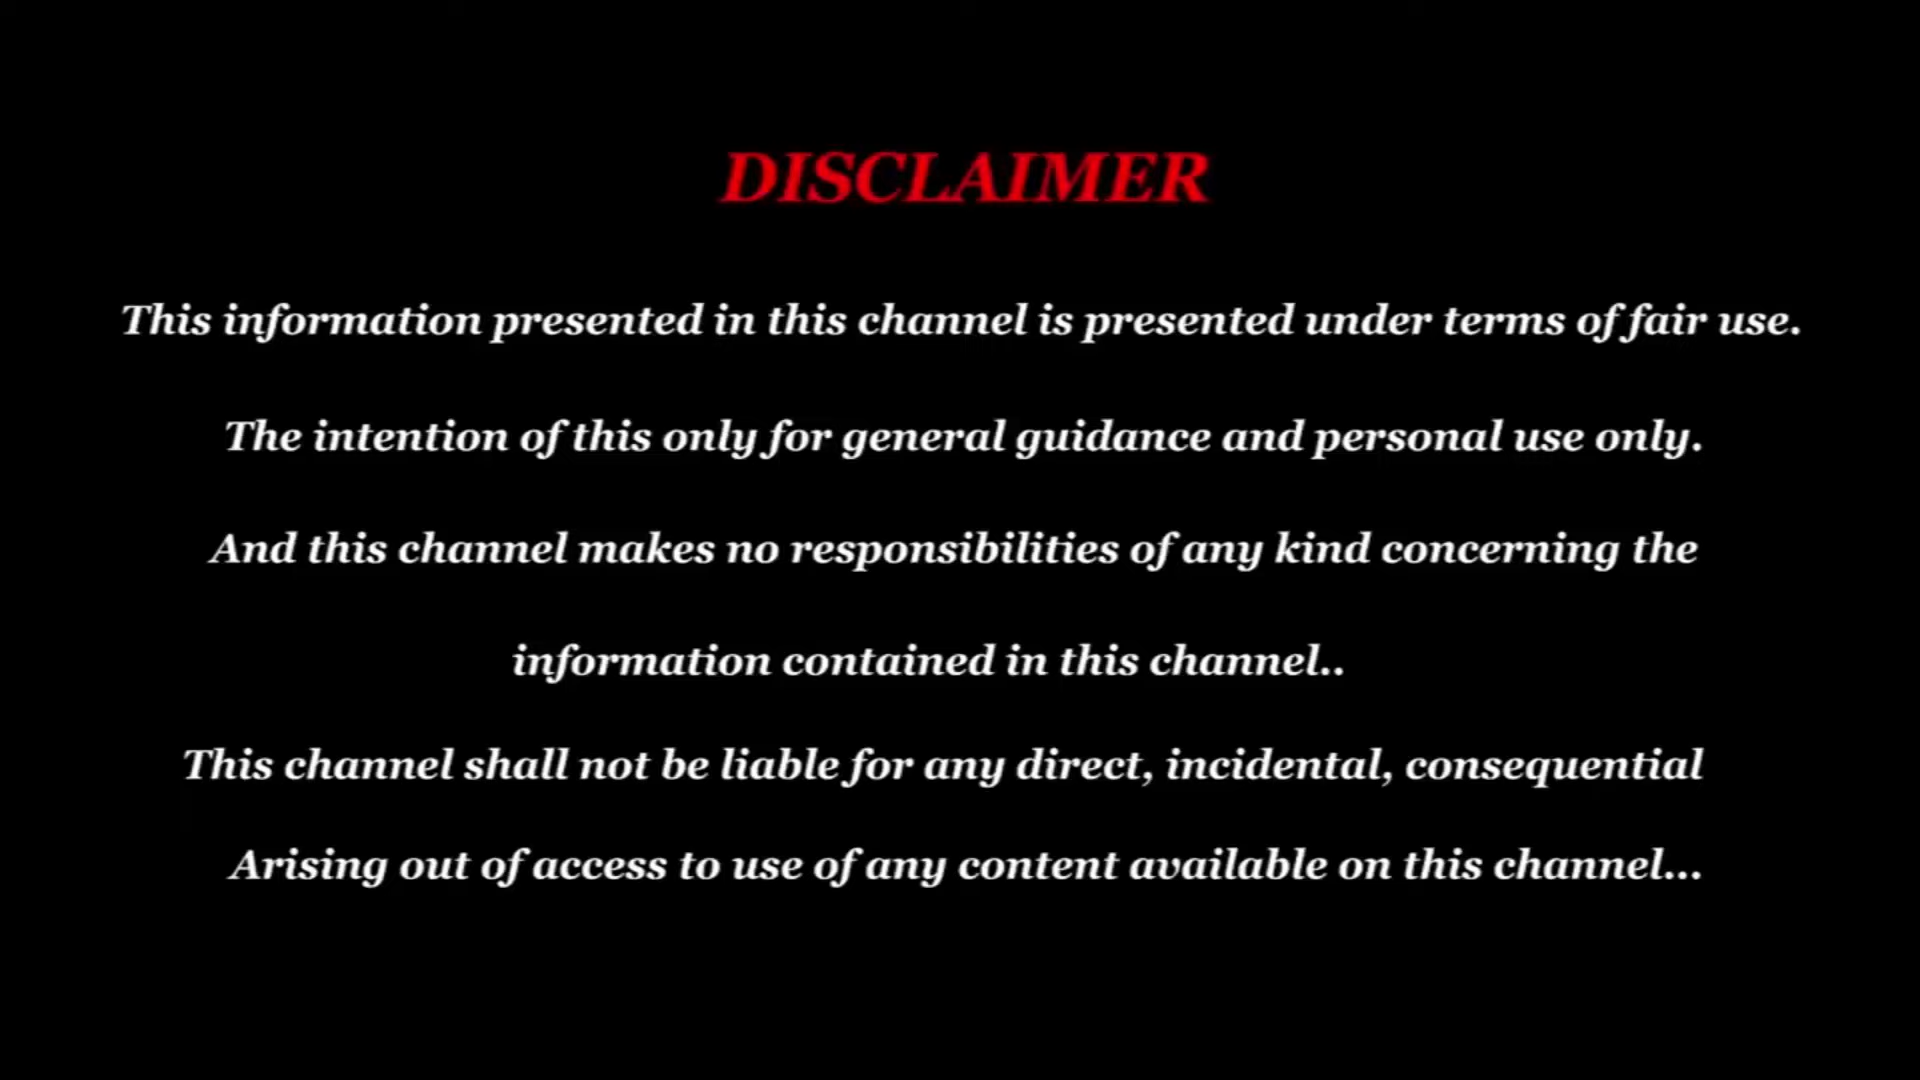 DISCLAIMER
This information presented in this channel is presented under terms of fair use.
The intention of this only for general guidance and personal use only.
And this channel makes no responsibilities of any kind concerning the
information contained in this channel..
This channel shall not be liable for any direct, incidental, consequential
Arising out of access to use of any content available on this channel...